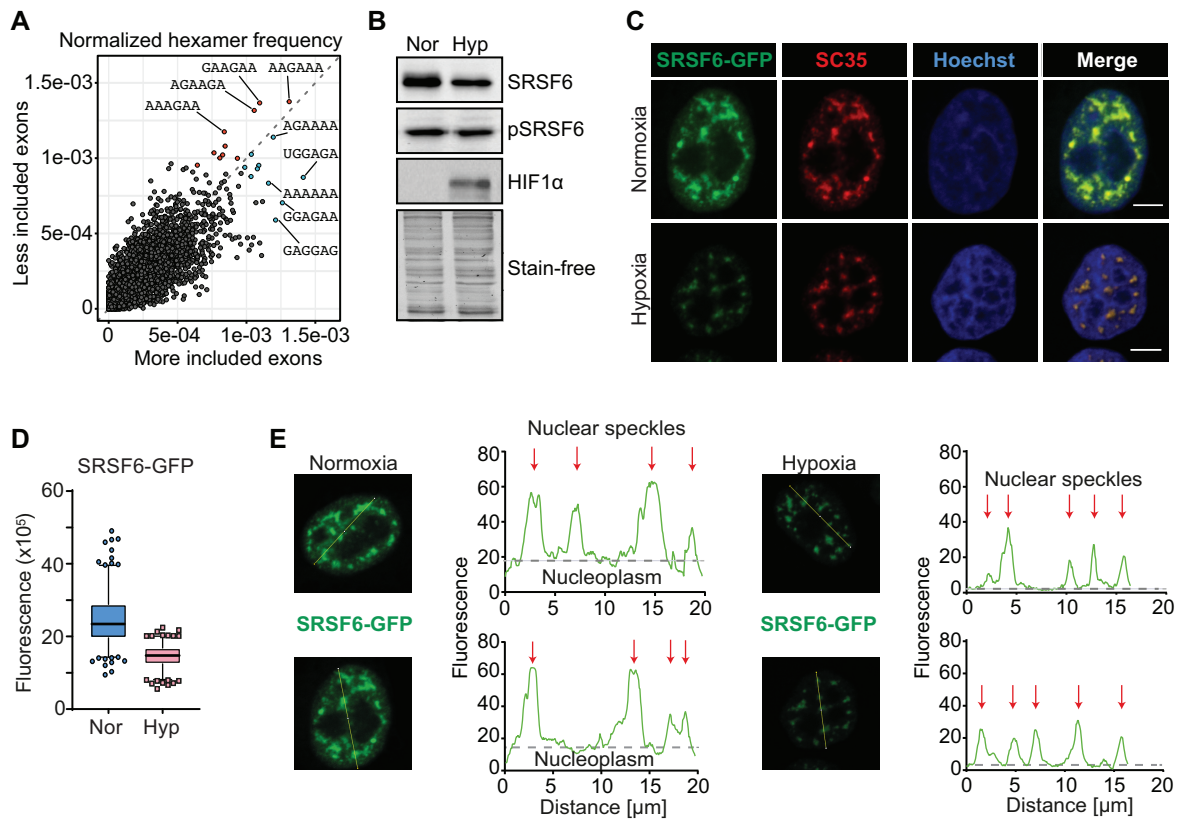 A
Normalized hexamer frequency
Less included exons
1.5e-03
1e-03
5e-04
0
GAAGAA
AAGAAA
AGAAGA
AAAGAA
AGAAAA
UGGAGA
AAAAAA
GGAGAA
GAGGAG
0
5e-04
1e-03
1.5e-03
More included exons
B
Nor Hyp
SRSF6
pSRSF6
HIF1α
Stain-free
C
SRSF6-GFP SC35 Hoechst Merge
Normoxia
Hypoxia
D
SRSF6-GFP
Fluorescence (x10⁵)
60
40
20
0
Nor Hyp
E
Normoxia
SRSF6-GFP
Nuclear speckles
Fluorescence
80
60
40
20
0
Nucleoplasm
0 5 10 15 20
80
60
40
20
0
Nucleoplasm
0 5 10 15 20
Distance [μm]
Hypoxia
SRSF6-GFP
Fluorescence
80
60
40
20
0
Nuclear speckles
0 5 10 15 20
80
60
40
20
0
0 5 10 15 20
Distance [μm]